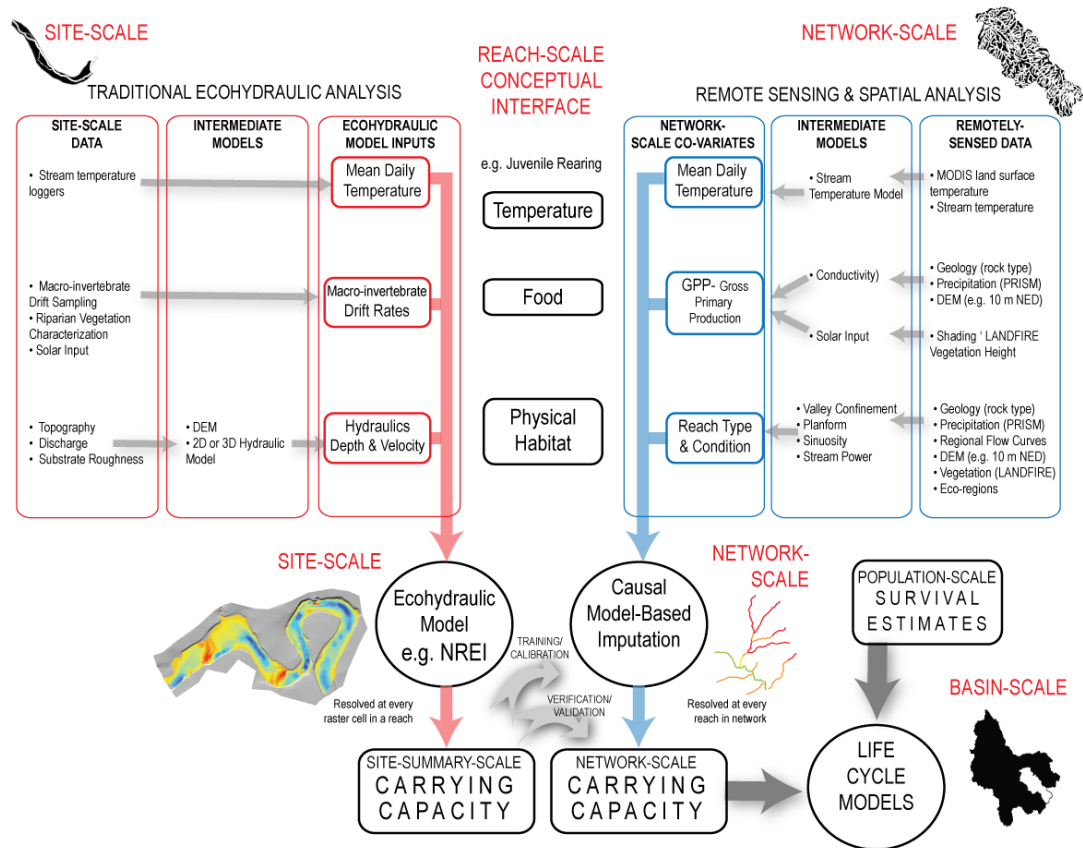 SITE-SCALE
NETWORK-SCALE
REACH-SCALE
CONCEPTUAL
INTERFACE
TRADITIONAL ECOHYDRAULIC ANALYSIS
REMOTE SENSING & SPATIAL ANALYSIS
SITE-SCALE
DATA
• Stream temperature
loggers
• Macro-invertebrate
Drift Sampling
• Riparian Vegetation
Characterization
• Solar Input
• Topography
• Discharge
• Substrate Roughness
INTERMEDIATE
MODELS
• DEM
• 2D or 3D Hydraulic
Model
ECOHYDRAULIC
MODEL INPUTS
Mean Daily
Temperature
Macro-invertebrate
Drift Rates
Hydraulics
Depth & Velocity
e.g. Juvenile Rearing
Temperature
Food
Physical
Habitat
NETWORK-
SCALE CO-VARIATES
Mean Daily
Temperature
GPP- Gross
Primary
Production
Reach Type
& Condition
INTERMEDIATE
MODELS
• Stream
Temperature Model
• Conductivity)
• Solar Input
• Valley Confinement
• Planform
• Sinuosity
• Stream Power
REMOTELY-
SENSED DATA
• MODIS land surface
temperature
• Stream temperature
• Geology (rock type)
• Precipitation (PRISM)
• DEM (e.g. 10 m NED)
• Shading ' LANDFIRE
Vegetation Height
• Geology (rock type)
• Precipitation (PRISM)
• Regional Flow Curves
• DEM (e.g. 10 m NED)
• Vegetation (LANDFIRE)
• Eco-regions
SITE-SCALE
Ecohydraulic
Model
e.g. NREI
Resolved at every
raster cell in a reach
TRAINING/
CALIBRATION
VERIFICATION/
VALIDATION
Causal
Model-Based
Imputation
NETWORK-
SCALE
Resolved at every
reach in network
POPULATION-SCALE
SURVIVAL
ESTIMATES
BASIN-SCALE
SITE-SUMMARY-SCALE
CARRYING
CAPACITY
NETWORK-SCALE
CARRYING
CAPACITY
LIFE
CYCLE
MODELS